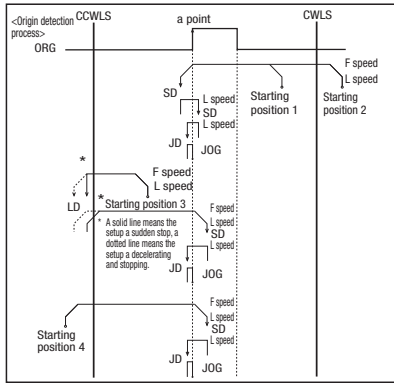 <Origin detection
process>
CCWLS
a point
CWLS
ORG
F speed
L speed
SD
Starting
position 1
Starting
position 2
L speed
SD
L speed
JD
JOG
*
F speed
L speed
LD
*
Starting position 3
* A solid line means the
setup a sudden stop, a
dotted line means the
setup a decelerating
and stopping.
F speed
L speed
SD
L speed
JD
JOG
F speed
L speed
SD
Starting
position 4
L speed
JD
JOG